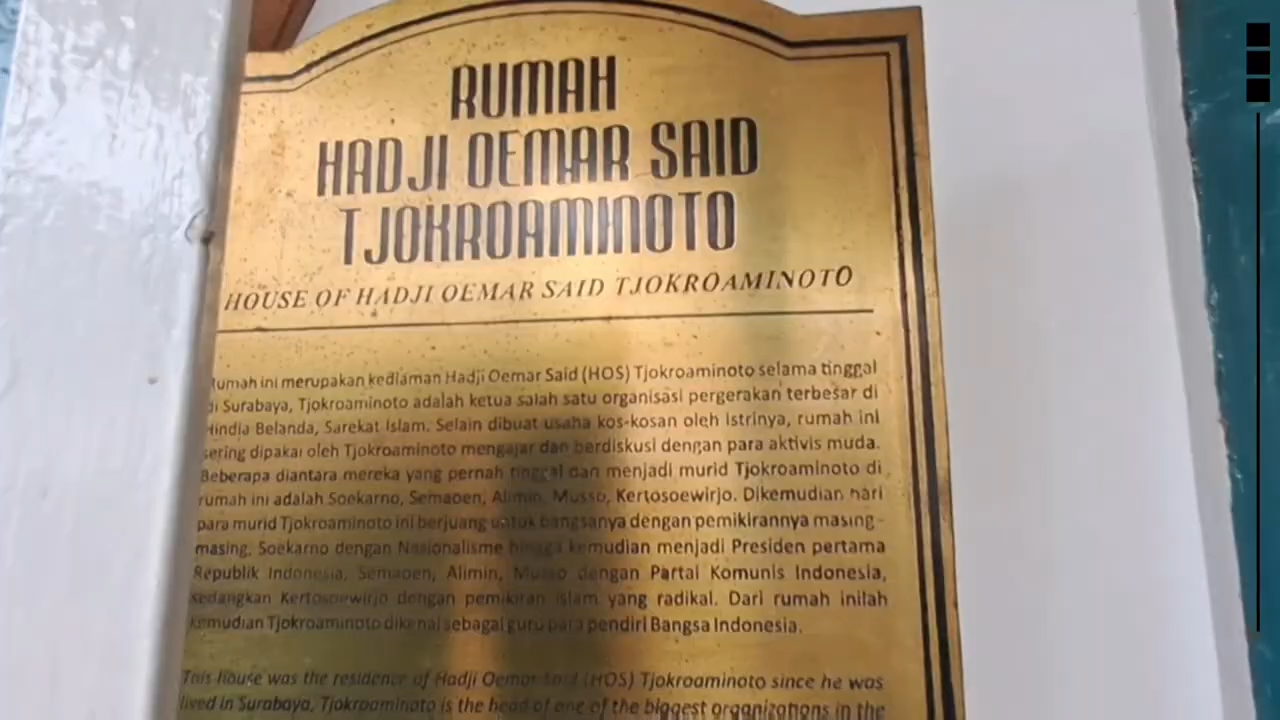 RUMAH
HADJI OEMAR SAID
TJOKROAMINOTO
HOUSE OF HADJI OEMAR SAID TJOKROAMINOTO
Rumah ini merupakan kediaman Hadji Oemar Said (HOS) Tjokroaminoto selama tinggal
di Surabaya, Tjokroaminoto adalah ketua salah satu organisasi pergerakan terbesar di
Hindia Belanda, Sarekat Islam. Selain dibuat usaha kos-kosan oleh istrinya, rumah ini
sering dipakai oleh Tjokroaminoto mengajar dan berdiskusi dengan para aktivis muda.
Beberapa diantara mereka yang pernah tinggal dan menjadi murid Tjokroaminoto di
rumah ini adalah Soekarno, Semaoen, Alimin, Musso, Kertosoewirjo. Dikemudian hari
para murid Tjokroaminoto ini berjuang untuk bangsanya dengan pemikirannya masing-
masing, Soekarno dengan Nasionalisme hingga kemudian menjadi Presiden pertama
Republik Indonesia, Semaoen, Alimin, Musso dengan Partai Komunis Indonesia,
sedangkan Kertosoewirjo dengan pemikiran Islam yang radikal. Dari rumah inilah
kemudian Tjokroaminoto dikenal sebagai guru para pendiri Bangsa Indonesia.
This house was the residence of Hadji Oemar Said (HOS) Tjokroaminoto since he was
lived in Surabaya, Tjokroaminoto is the head of one of the biggest organizations in the